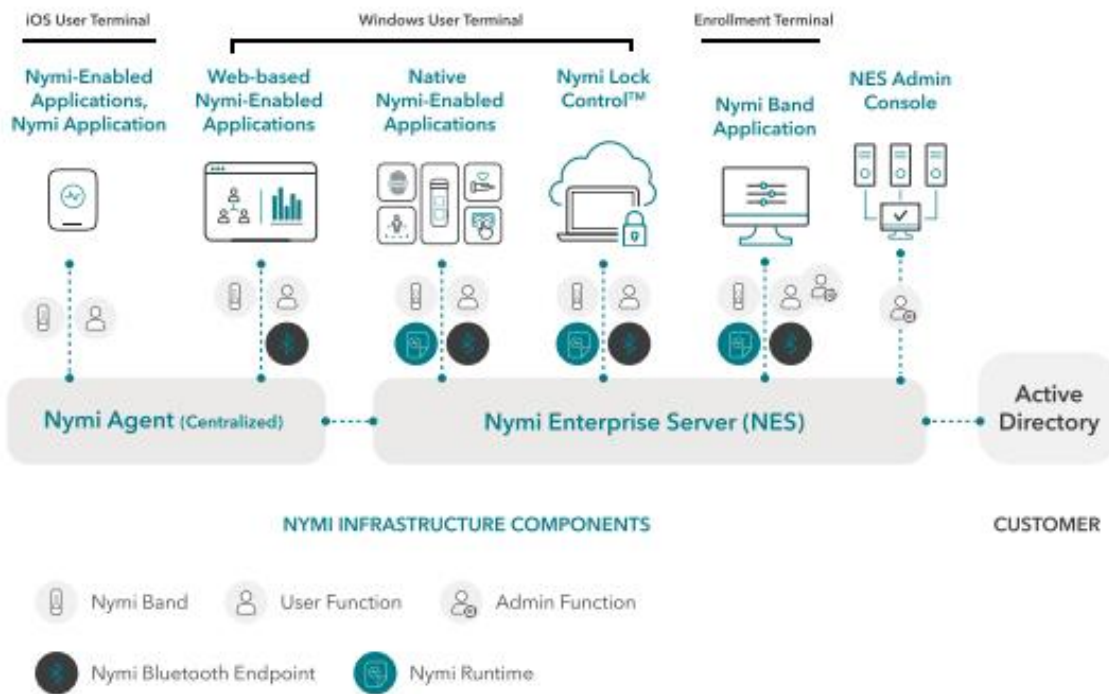 iOS User Terminal
Windows User Terminal
Enrollment Terminal
Nymi-Enabled
Applications,
Nymi Application
Web-based
Nymi-Enabled
Applications
Native
Nymi-Enabled
Applications
Nymi Lock
Control™
Nymi Band
Application
NES Admin
Console
Nymi Agent (Centralized)
Nymi Enterprise Server (NES)
Active
Directory
NYMI INFRASTRUCTURE COMPONENTS
CUSTOMER
Nymi Band
User Function
Admin Function
Nymi Bluetooth Endpoint
Nymi Runtime